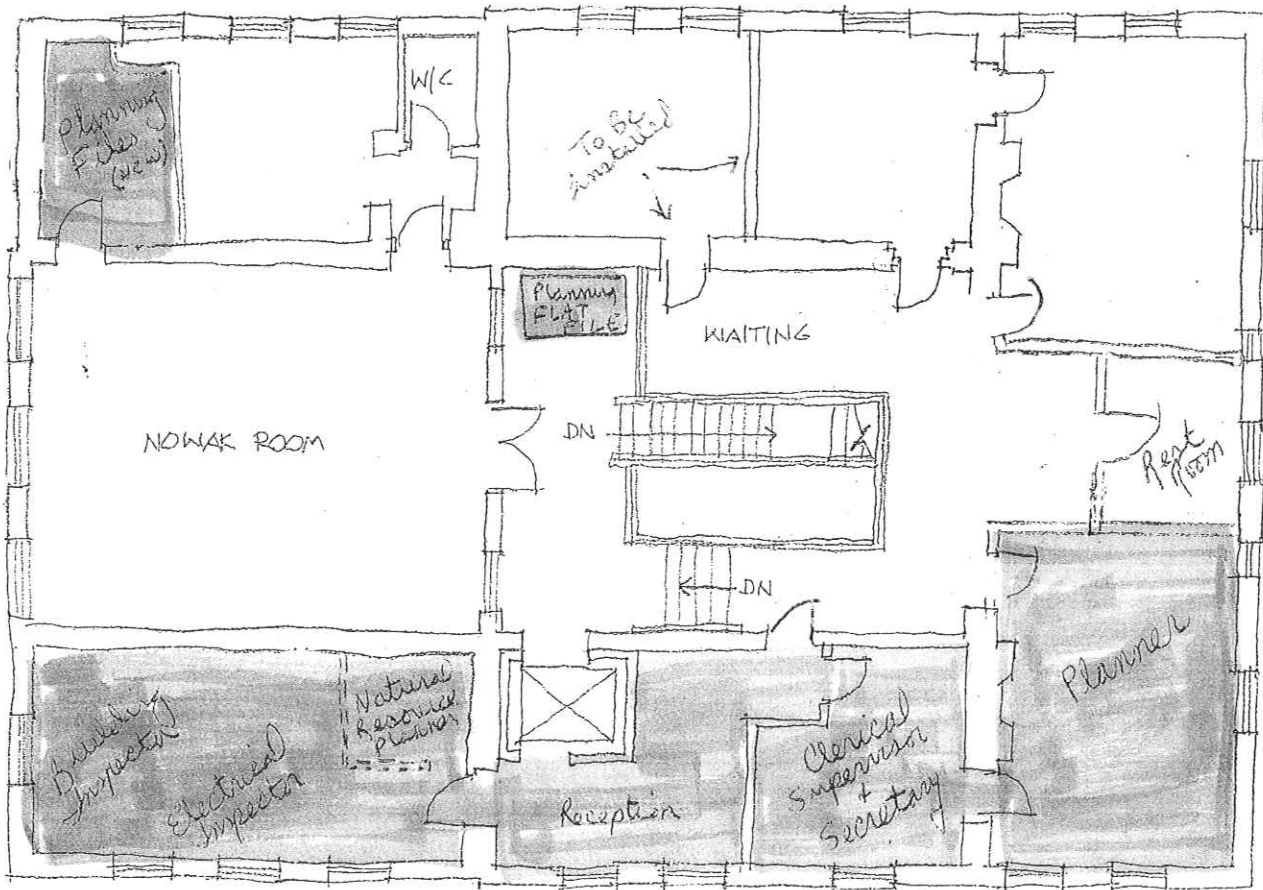 W/C
Planning
Files
(New)
To Be
installed
Planning
FLAT
FILE
WAITING
NOWAK ROOM
DN
Rest
Room
DN
Planner
Natural
Resource
Planner
Building
Inspector
Electrical
Inspector
Clerical
Supervisor
+
Secretary
Reception